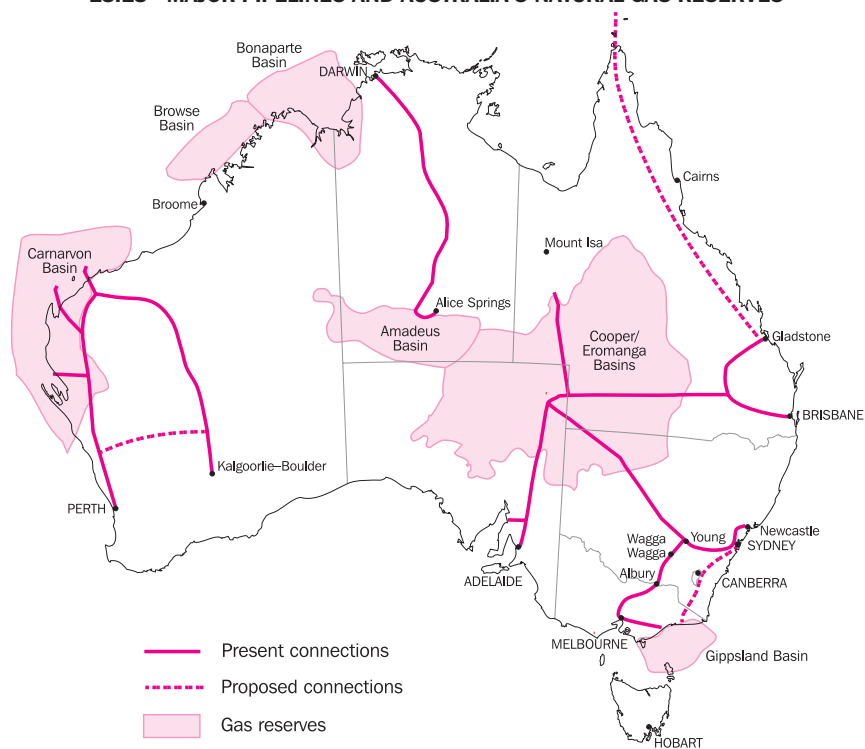 Bonaparte
Basin
DARWIN
Browse
Basin
Cairns
Broome
Mount Isa
Carnarvon
Basin
Alice Springs
Amadeus
Basin
Cooper/
Eromanga
Basins
Gladstone
BRISBANE
Kalgoorlie–Boulder
PERTH
Newcastle
Wagga
Wagga
Young
SYDNEY
ADELAIDE
Albury
CANBERRA
MELBOURNE
Gippsland Basin
Present connections
Proposed connections
Gas reserves
HOBART